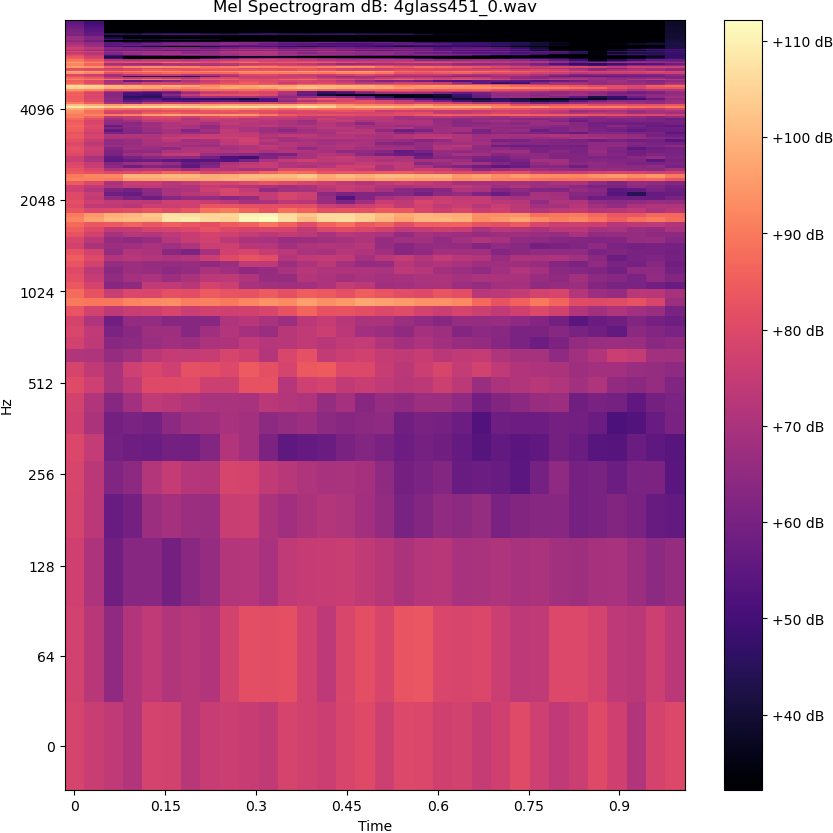 Mel Spectrogram dB: 4glass451_0.wav
+110 dB
4096
+100 dB
2048
+90 dB
1024
+80 dB
512
Hz
+70 dB
256
+60 dB
128
+50 dB
64
+40 dB
0
0 0.15 0.3 0.45 0.6 0.75 0.9
Time